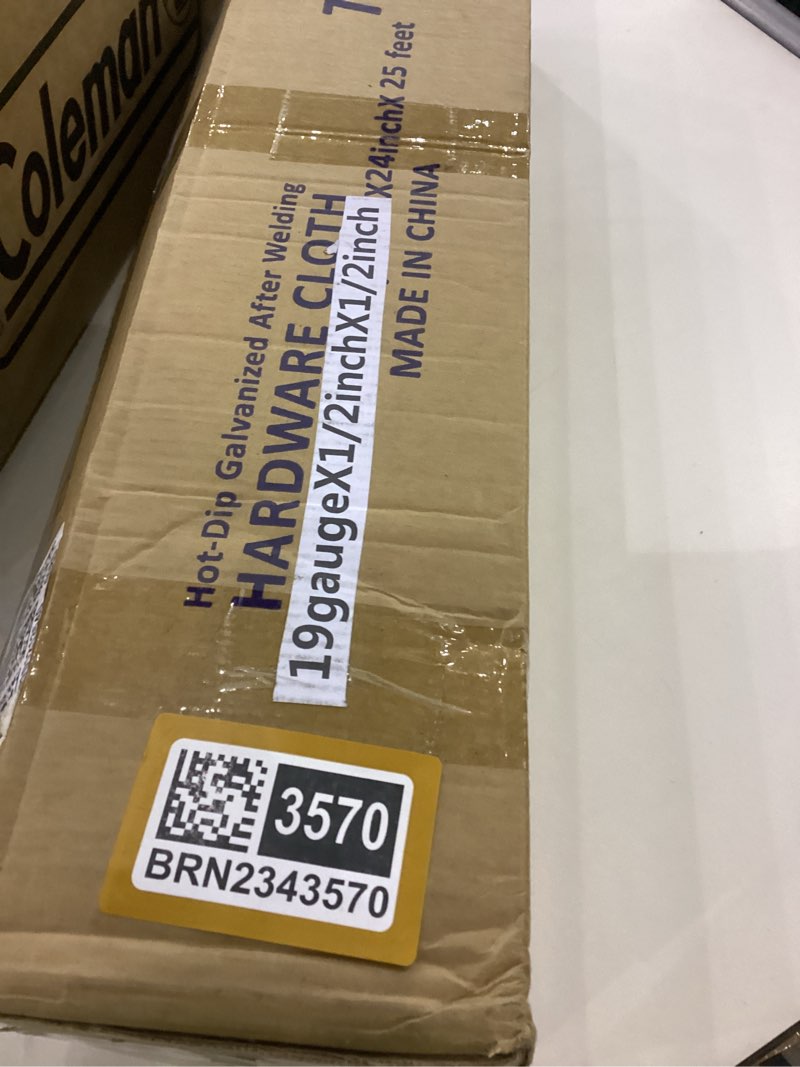 Coleman
Hot-Dip Galvanized After Welding
HARDWARE CLOTH
19gaugeX1/2inchX1/2inch X24inchX 25 feet
MADE IN CHINA
3570
BRN2343570